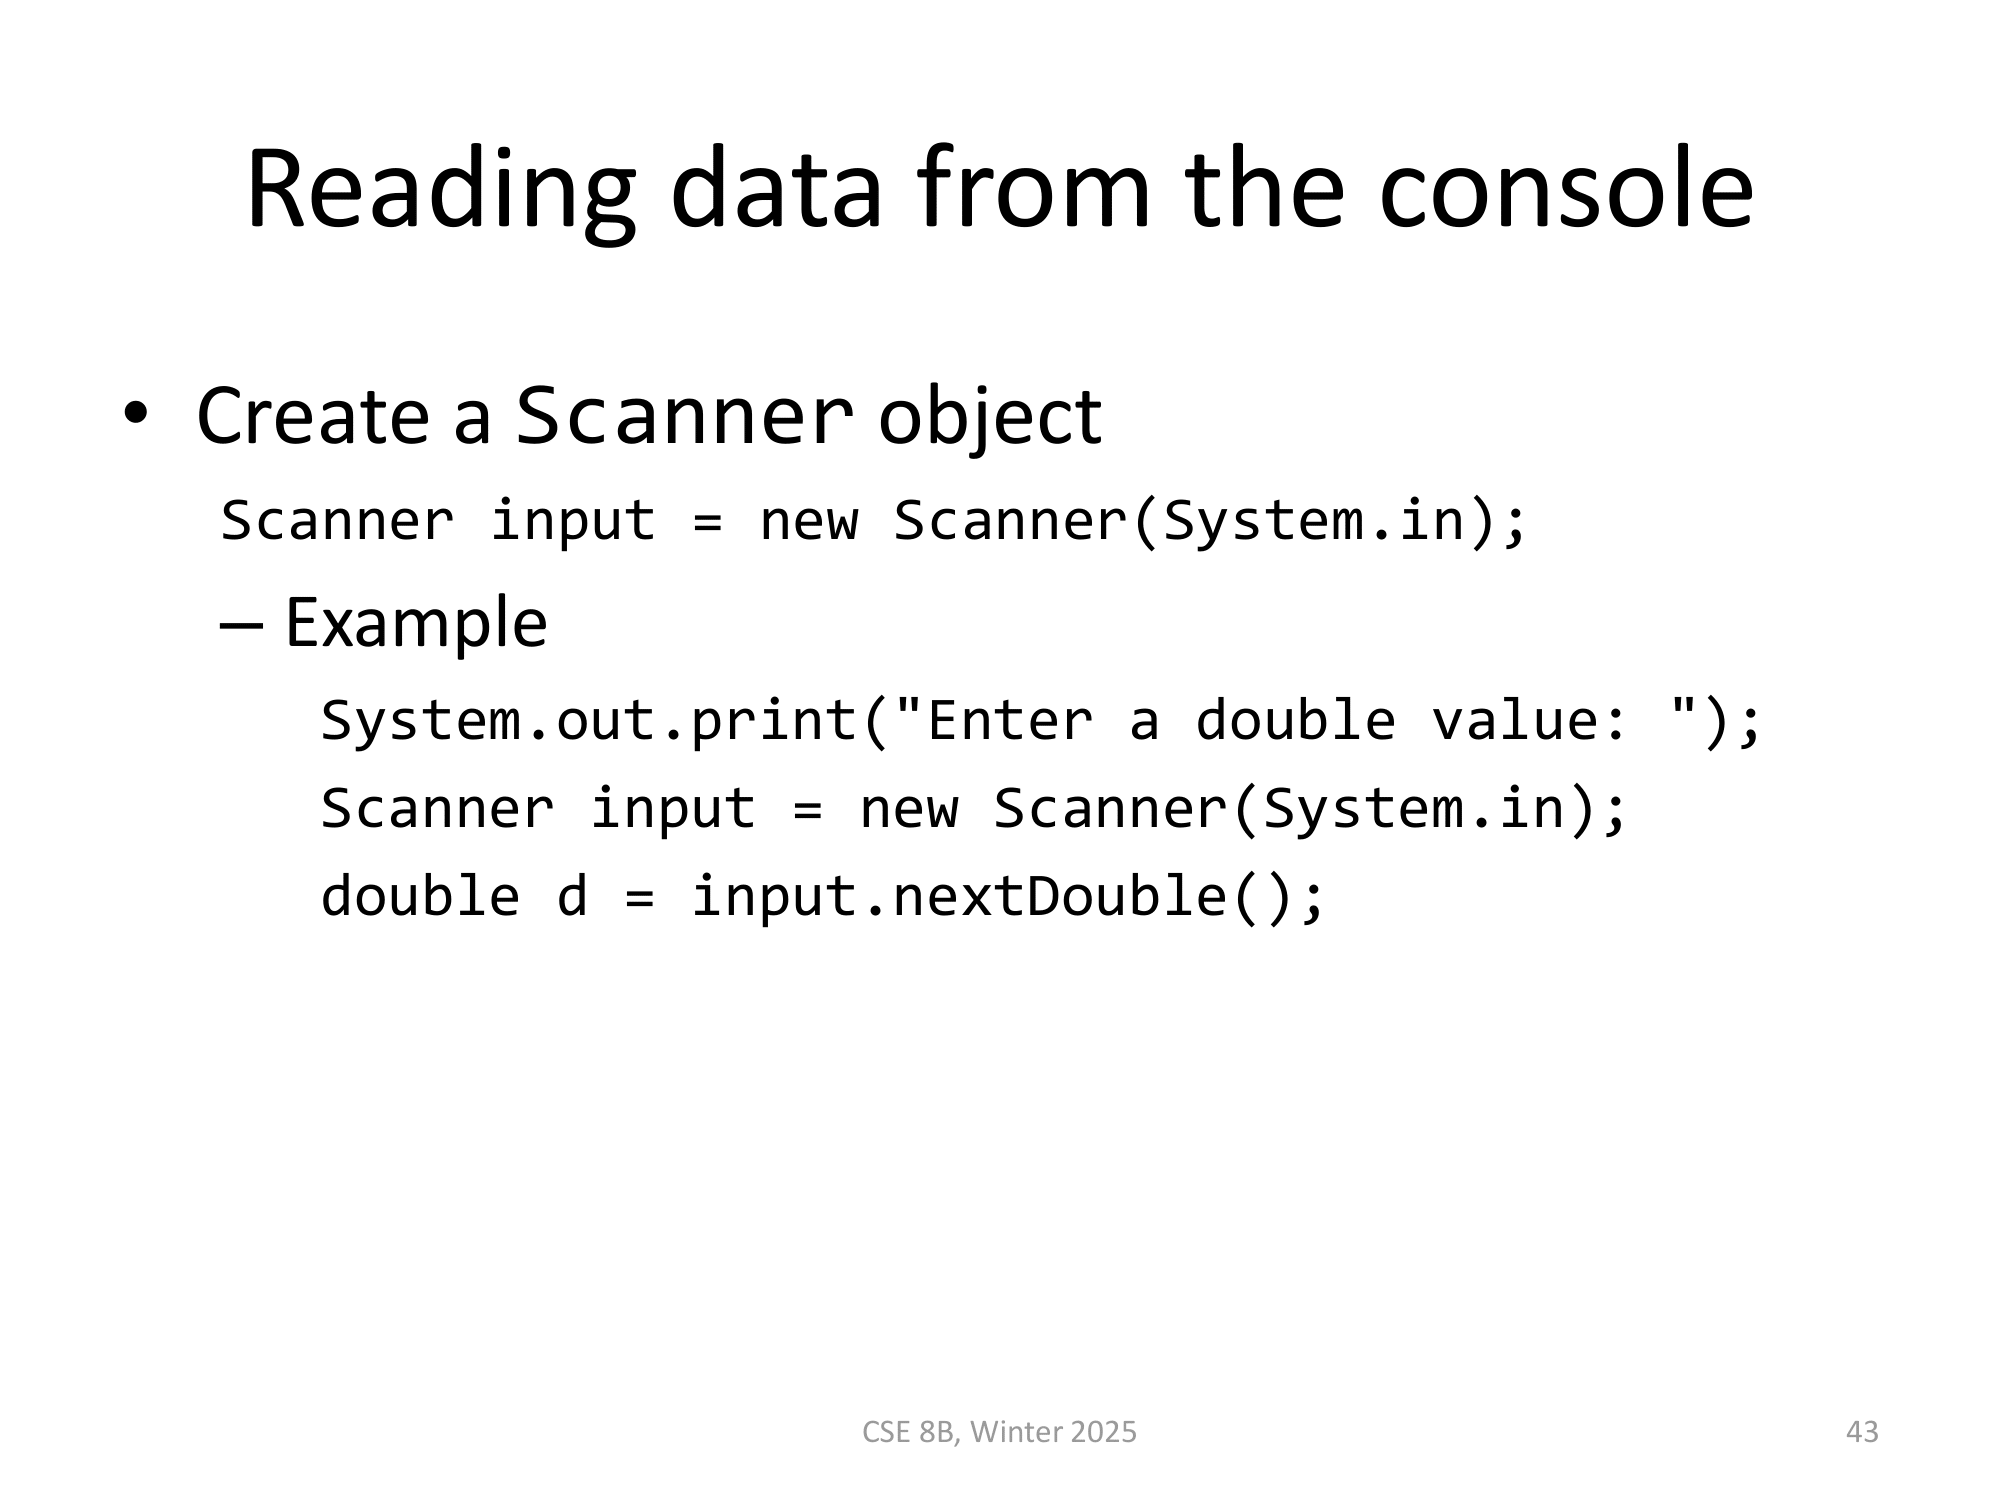 Reading data from the console
• Create a Scanner object
Scanner input = new Scanner(System.in);
– Example
System.out.print("Enter a double value: ");
Scanner input = new Scanner(System.in);
double d = input.nextDouble();
CSE 8B, Winter 2025
43